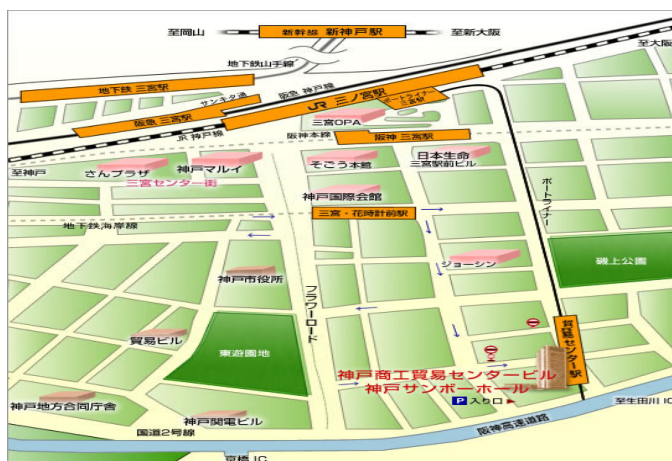 至岡山
新幹線 新神戸駅
至新大阪
至大阪
地下鉄山手線
地下鉄 三宮駅
サンキタ通
阪急 神戸線
JR 三ノ宮駅
ポートライナー
三宮駅
阪急 三宮駅
JR 神戸線
三宮OPA
阪神本線
阪神 三宮駅
至神戸
さんプラザ
神戸マルイ
三宮センター街
そごう本館
日本生命
三宮駅前ビル
神戸国際会館
ポートライナー
地下鉄海岸線
三宮・花時計前駅
神戸市役所
フラワーロード
ジョーシン
磯上公園
貿易ビル
東遊園地
貿易センター駅
神戸商工貿易センタービル
神戸サンボーホール
P 入り口
神戸地方合同庁舎
神戸関電ビル
国道2号線
京橋 IC
阪神高速道路
至生田川 IC